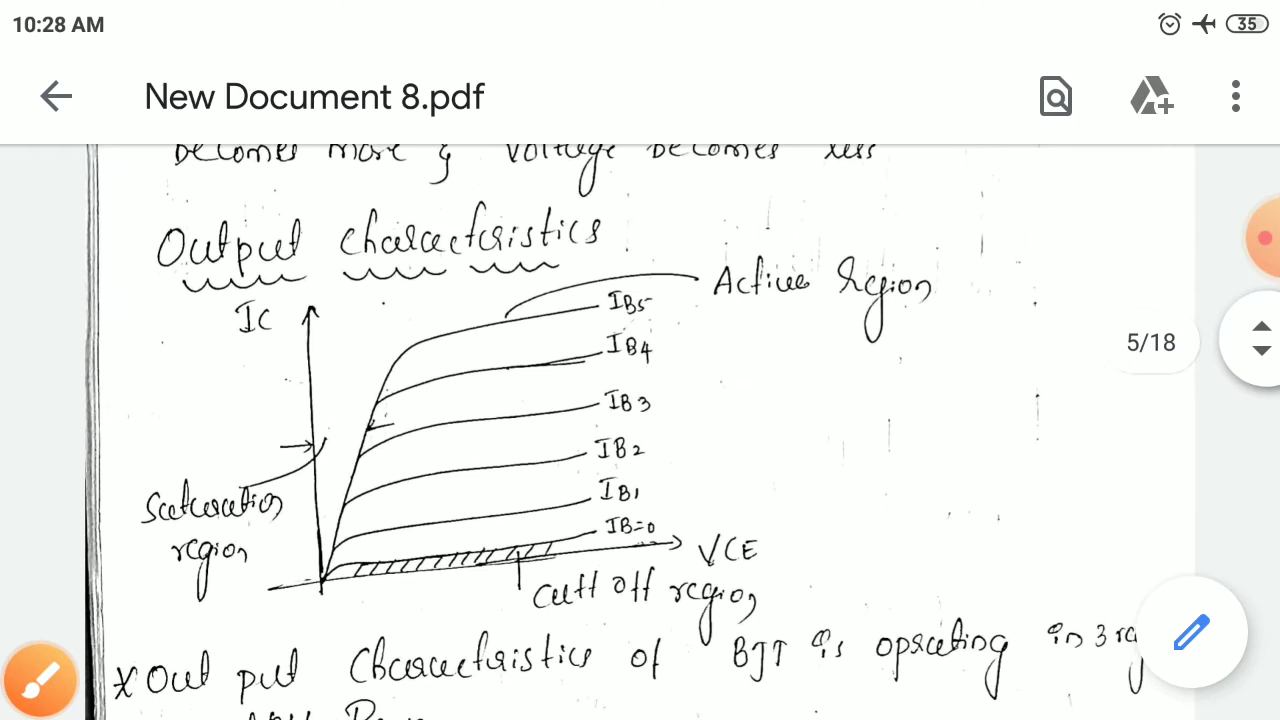 10:28 AM
35
New Document 8.pdf
becomes more & voltage becomes less
Output characteristics
IC
Active region
IB5
IB4
5/18
IB3
IB2
IB1
Saturation
region
IB=0
VCE
Cutt off region
x Out put Characteristics of BJT is operating in 3